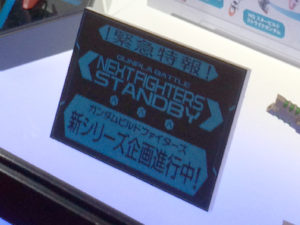 ！緊急特報！
GUNPLA BATTLE
NEXT FIGHTERS
STANDBY
ガンダムビルドファイターズ
新シリーズ企画進行中！